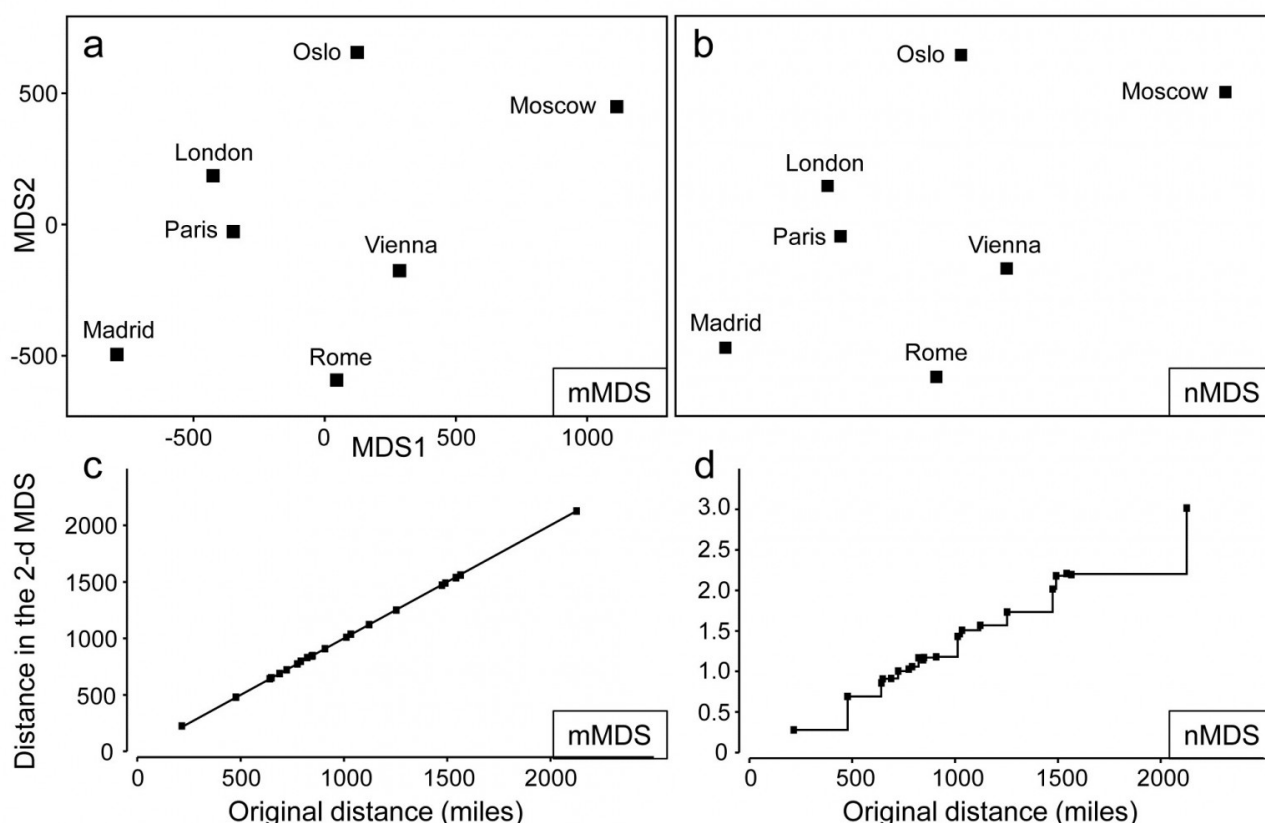 a
Oslo
Moscow
500
London
MDS2
0
Paris
Vienna
Madrid
-500
Rome
mMDS
-500
0
500
1000
MDS1
b
Oslo
Moscow
London
Paris
Vienna
Madrid
Rome
nMDS
c
Distance in the 2-d MDS
2000
1500
1000
500
0
mMDS
0
500
1000
1500
2000
Original distance (miles)
d
3.0
2.5
2.0
1.5
1.0
0.5
0
nMDS
0
500
1000
1500
2000
Original distance (miles)